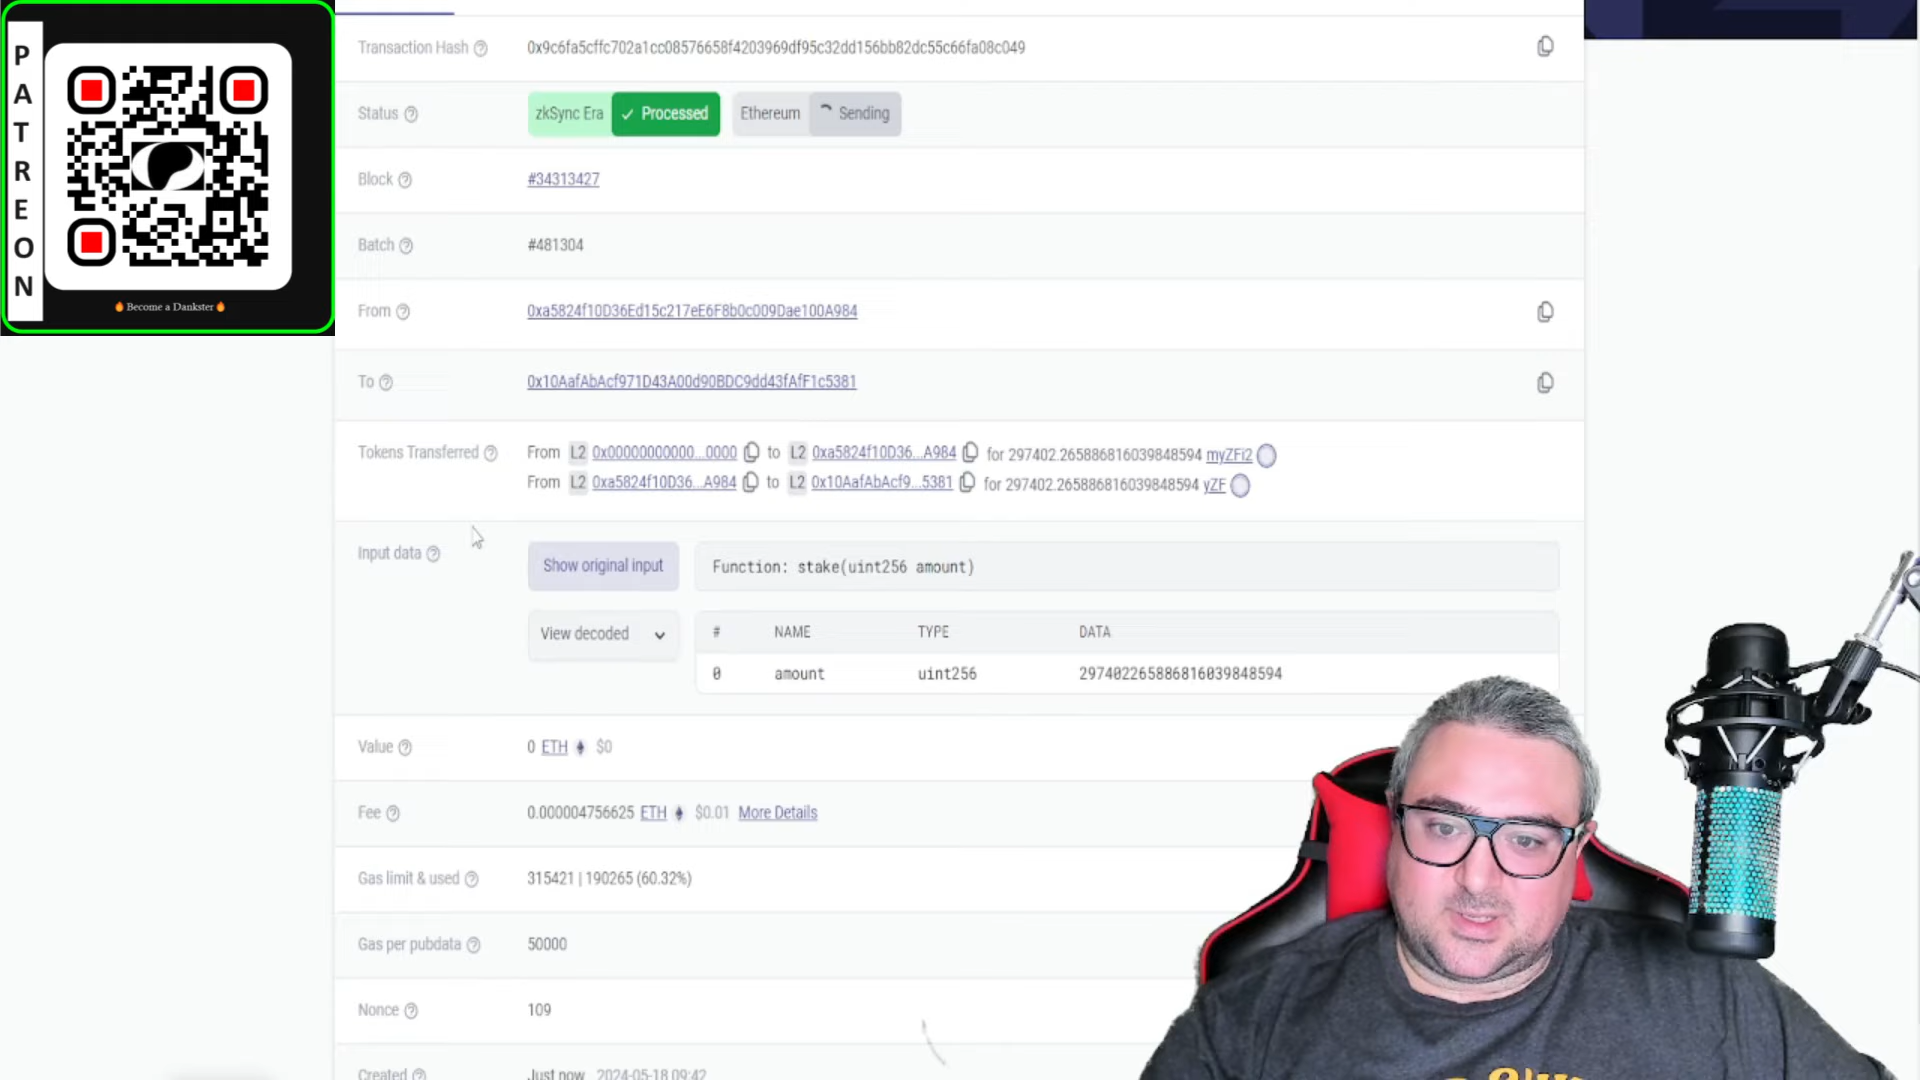 PATREON
🔥 Become a Dankster 🔥
Transaction Hash 0x9c6fa5cffc702a1cc08576658f4203969df95c32dd156bb82dc55c66fa08c049
Status zkSync Era Processed Ethereum Sending
Block #34313427
Batch #481304
From 0xa5824f10D36Ed15c217eE6F8b0c009Dae100A984
To 0x10AafAbAcf971D43A00d90BDC9dd43fAfF1c5381
Tokens Transferred From L2 0x00000000000...0000 to L2 0xa5824f10D36...A984 for 297402.265886816039848594 myZFi2
From L2 0xa5824f10D36...A984 to L2 0x10AafAbAcf9...5381 for 297402.265886816039848594 yZF
Input data Show original input Function: stake(uint256 amount)
View decoded # NAME TYPE DATA
0 amount uint256 297402265886816039848594
Value 0 ETH $0
Fee 0.000004756625 ETH $0.01 More Details
Gas limit & used 315421 | 190265 (60.32%)
Gas per pubdata 50000
Nonce 109
Created Just now 2024-05-18 09:42